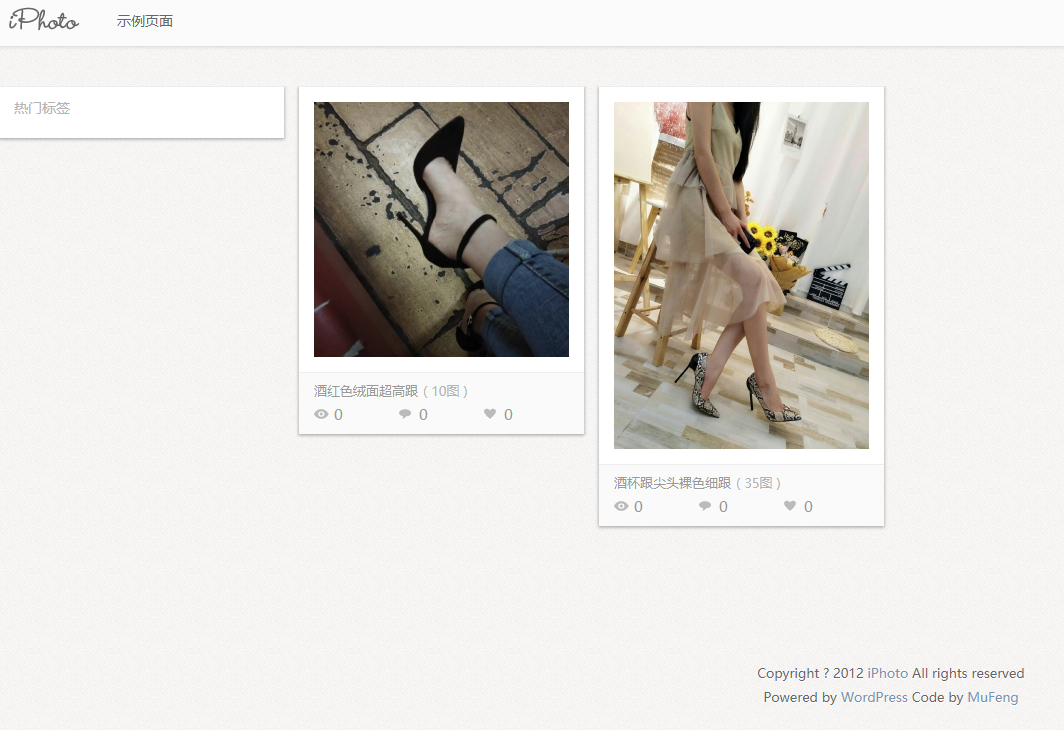 iPhoto
示例页面
热门标签
酒红色绒面超高跟 ( 10图 )
0 0 0
酒杯跟尖头裸色细跟 ( 35图 )
0 0 0
Copyright ? 2012 iPhoto All rights reserved
Powered by WordPress Code by MuFeng